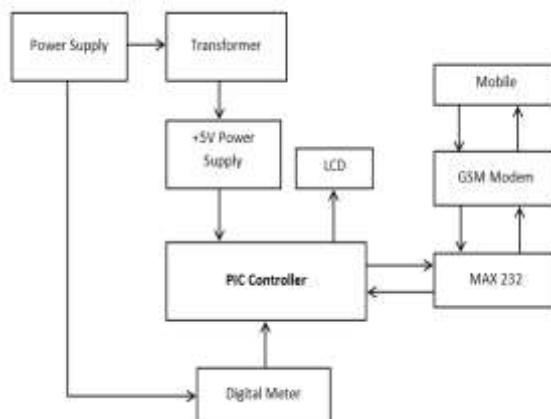 Power Supply
Transformer
Mobile
+5V Power
Supply
LCD
GSM Modem
PIC Controller
MAX 232
Digital Meter